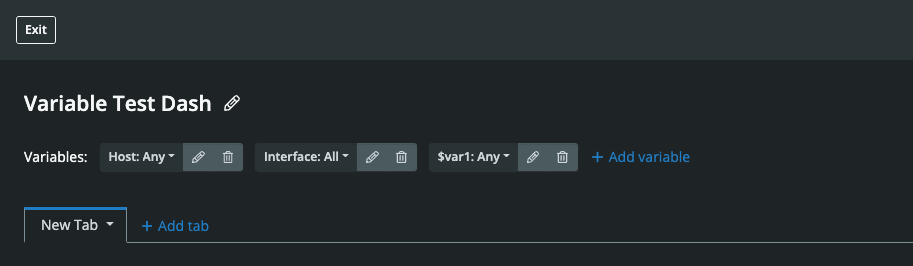 Exit
Variable Test Dash
Variables: Host: Any Interface: All $var1: Any + Add variable
New Tab + Add tab